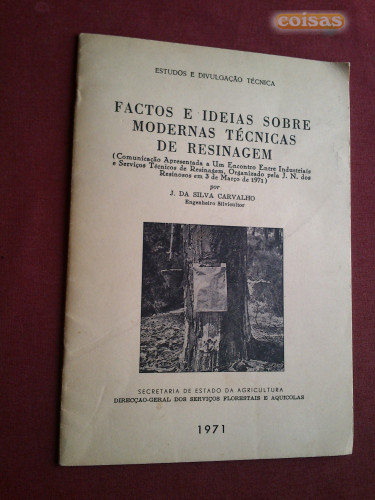 coisas
ESTUDOS E DIVULGAÇÃO TÉCNICA
FACTOS E IDEIAS SOBRE
MODERNAS TÉCNICAS
DE RESINAGEM
(Comunicação Apresentada a Um Encontro Entre Industriais
e Serviços Técnicos de Resinagem, Organizado pela J. N. dos
Resinosos em 3 de Março de 1971)
por
J. DA SILVA CARVALHO
Engenheiro Silvicultor
SECRETARIA DE ESTADO DA AGRICULTURA
DIRECÇÃO-GERAL DOS SERVIÇOS FLORESTAIS E AQUÍCOLAS
1971